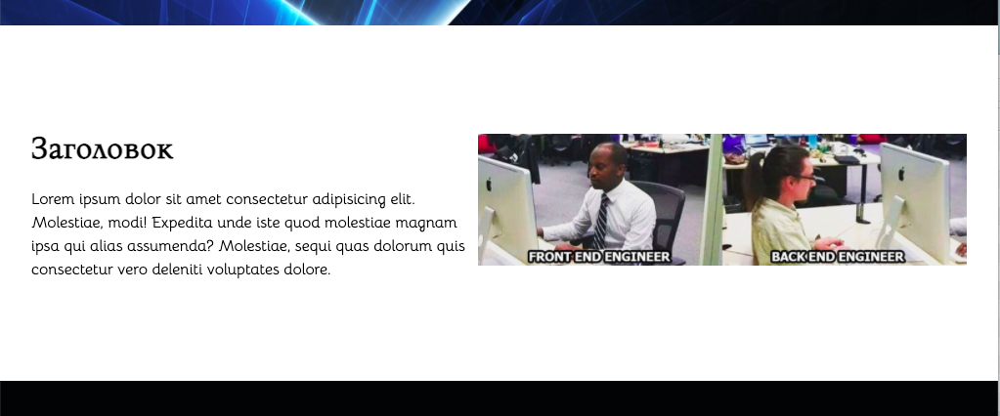 Заголовок
Lorem ipsum dolor sit amet consectetur adipisicing elit.
Molestiae, modi! Expedita unde iste quod molestiae magnam
ipsa qui alias assumenda? Molestiae, sequi quas dolorum quis
consectetur vero deleniti voluptates dolore.
FRONT END ENGINEER
BACK END ENGINEER